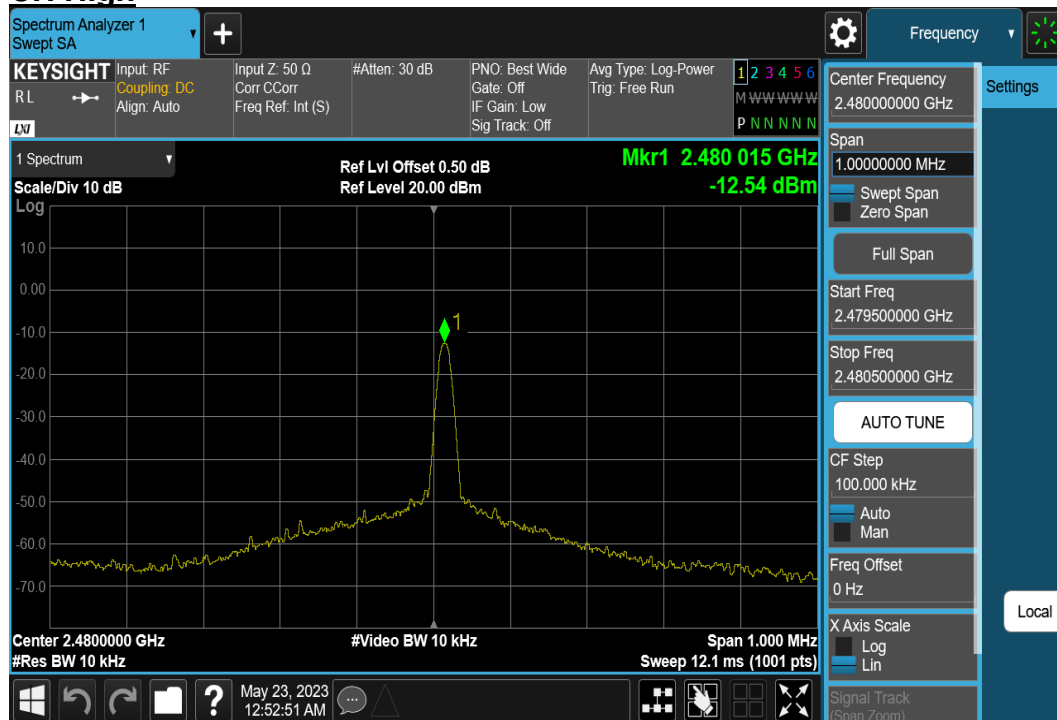 Spectrum Analyzer 1
Swept SA
Frequency
KEYSIGHT
RL
LXI
Input: RF
Coupling: DC
Align: Auto
Input Z: 50 Ω
Corr CCorr
Freq Ref: Int (S)
#Atten: 30 dB
PNO: Best Wide
Gate: Off
IF Gain: Low
Sig Track: Off
Avg Type: Log-Power
Trig: Free Run
1 2 3 4 5 6
M W W W W W
P N N N N N
1 Spectrum
Scale/Div 10 dB
Log
Ref Lvl Offset 0.50 dB
Ref Level 20.00 dBm
Mkr1 2.480 015 GHz
-12.54 dBm
1
10.0
0.00
-10.0
-20.0
-30.0
-40.0
-50.0
-60.0
-70.0
Center 2.4800000 GHz
#Res BW 10 kHz
#Video BW 10 kHz
Span 1.000 MHz
Sweep 12.1 ms (1001 pts)
Center Frequency
2.480000000 GHz
Span
1.00000000 MHz
Swept Span
Zero Span
Full Span
Start Freq
2.479500000 GHz
Stop Freq
2.480500000 GHz
AUTO TUNE
CF Step
100.000 kHz
Auto
Man
Freq Offset
0 Hz
X Axis Scale
Log
Lin
Signal Track
(Span Zoom)
Settings
Local
May 23, 2023
12:52:51 AM